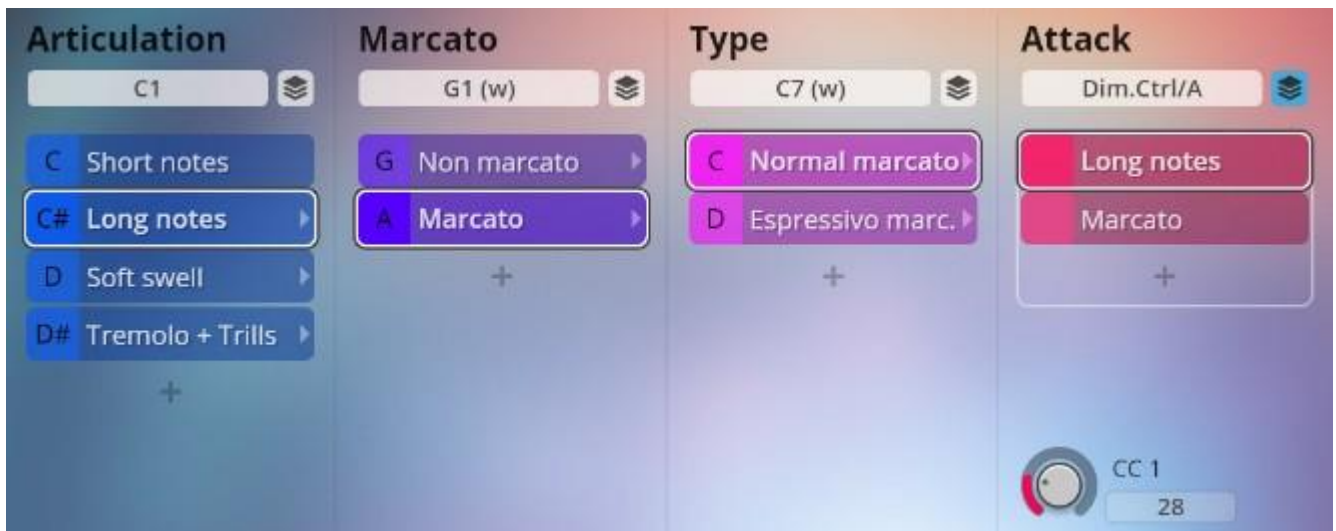 Articulation
C1
C Short notes
C# Long notes
D Soft swell
D# Tremolo + Trills
+
Marcato
G1 (w)
G Non marcato
A Marcato
+
Type
C7 (w)
C Normal marcato
D Espressivo marc.
+
Attack
Dim.Ctrl/A
Long notes
Marcato
+
CC 1
28